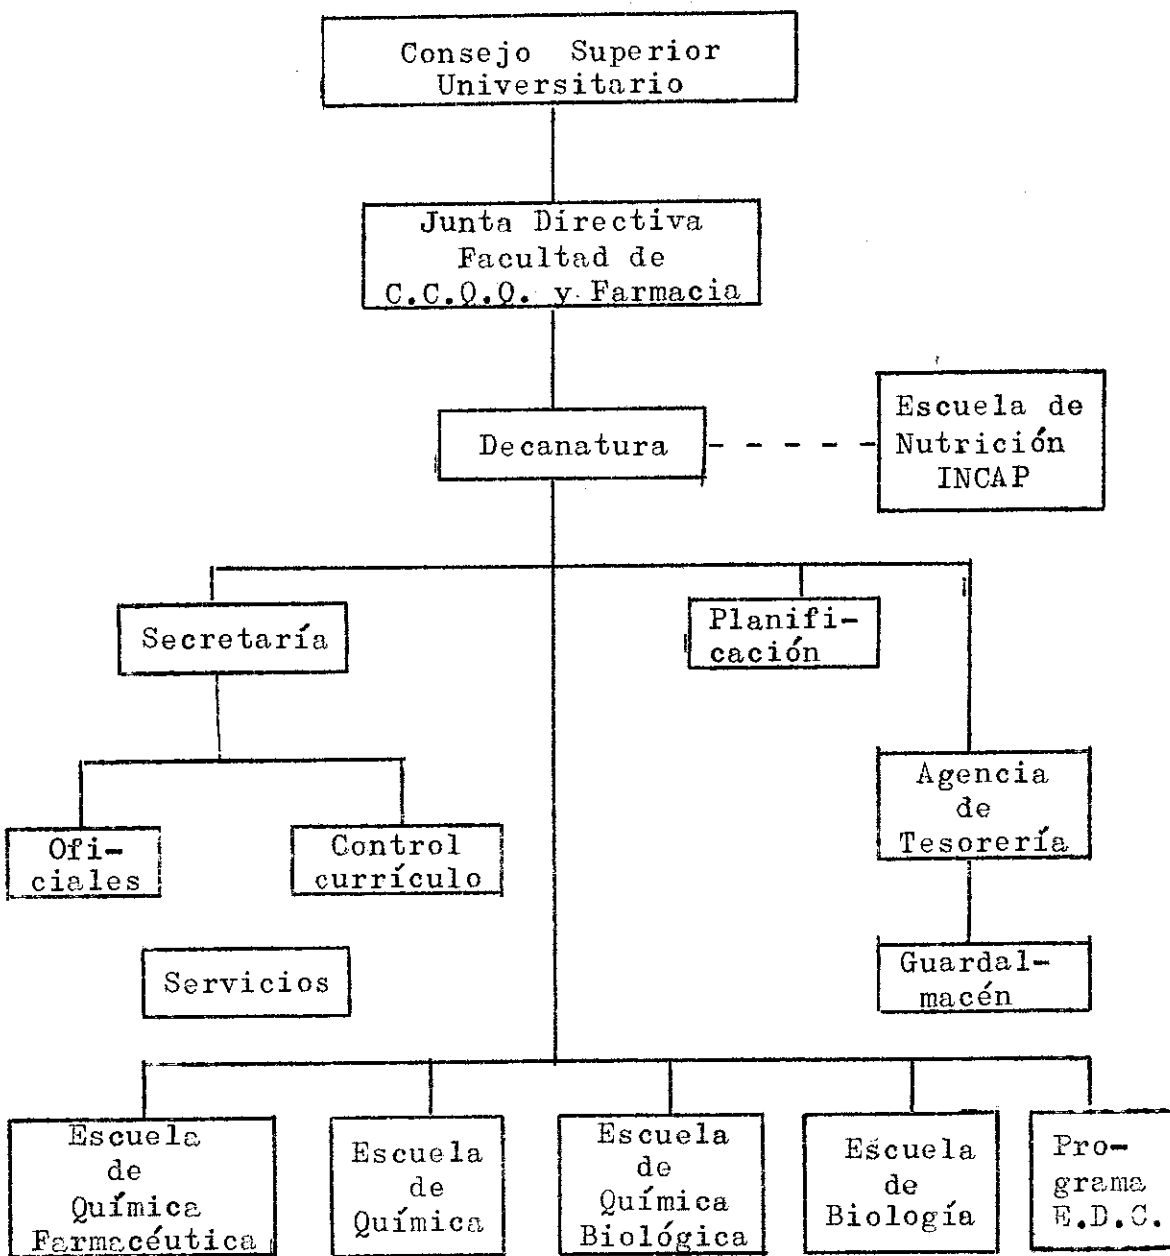 Consejo Superior
Universitario
Junta Directiva
Facultad de
C.C.Q.Q. y Farmacia
Decanatura
Escuela de
Nutrición
INCAP
Secretaría
Planifi-
cación
Agencia
de
Tesorería
Ofi-
ciales
Control
currículo
Servicios
Guardal-
macén
Escuela
de
Química
Farmacéutica
Escuela
de
Química
Escuela
de
Química
Biológica
Escuela
de
Biología
Pro-
grama
E.D.C.